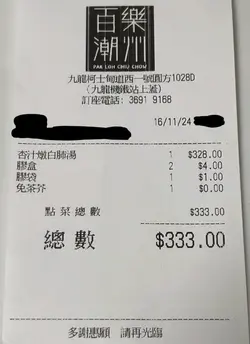 百樂
潮州
PAK LOH CHIU CHOW
九龍柯士甸道西一號圓方1028D
(九龍機鐵站上蓋)
訂座電話: 3691 9168
16/11/24
杏汁燉白肺湯 1 $328.00
膠盒 2 $4.00
膠袋 1 $1.00
免茶芥 1 $0.00
點菜總數 $333.00
總數 $333.00
多謝惠顧 請再光臨